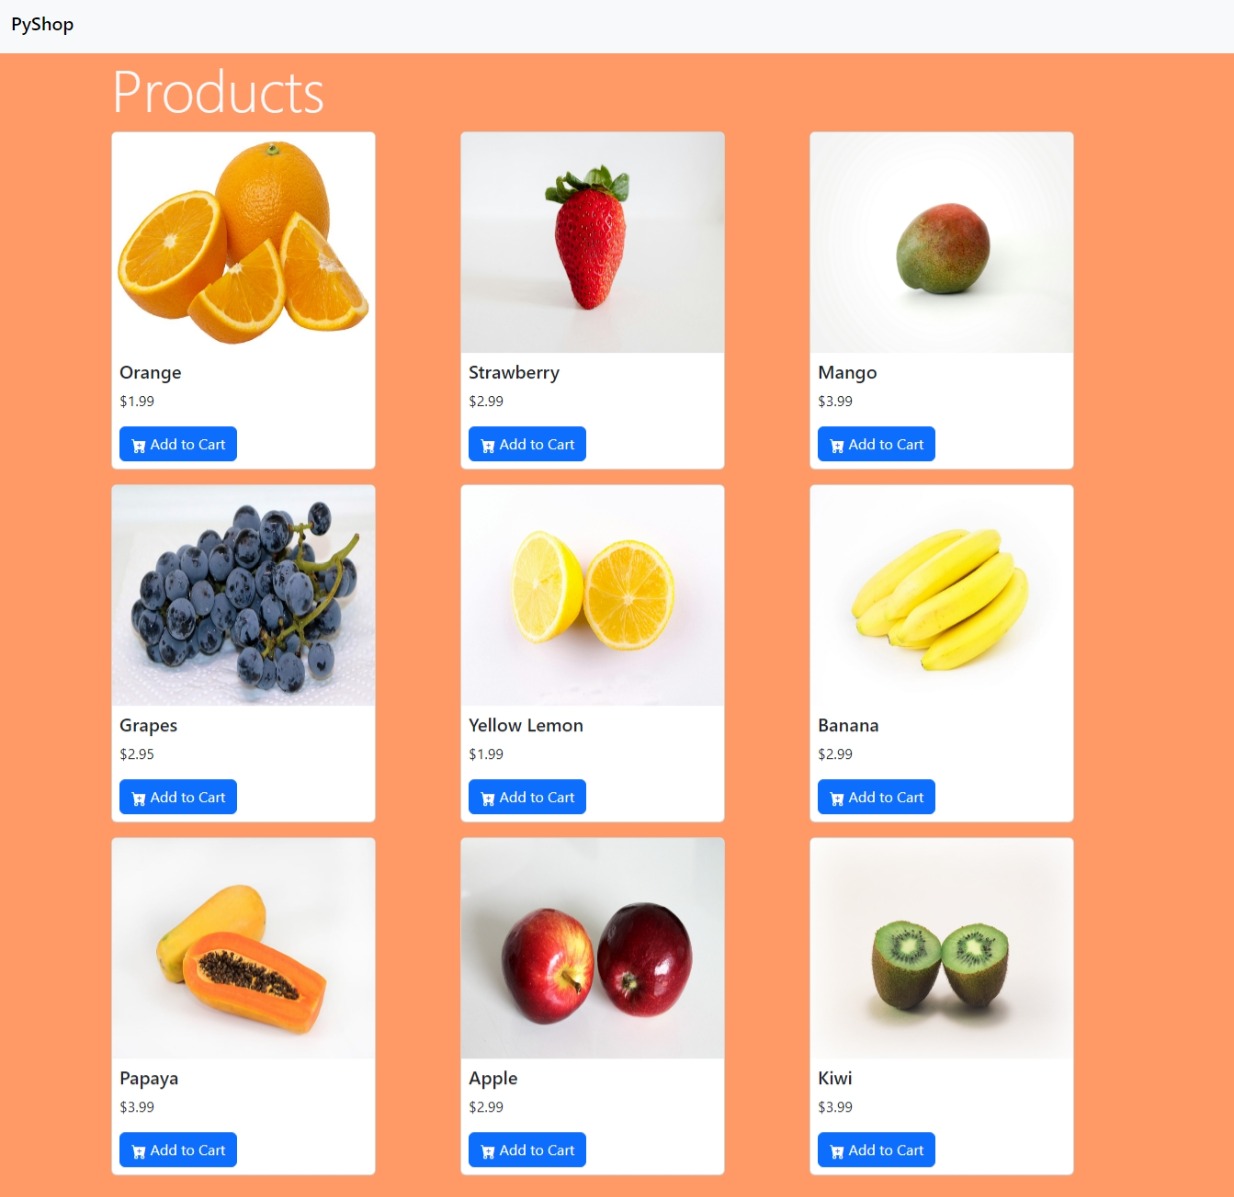 PyShop
Products
Orange
$1.99
Add to Cart
Strawberry
$2.99
Add to Cart
Mango
$3.99
Add to Cart
Grapes
$2.95
Add to Cart
Yellow Lemon
$1.99
Add to Cart
Banana
$2.99
Add to Cart
Papaya
$3.99
Add to Cart
Apple
$2.99
Add to Cart
Kiwi
$3.99
Add to Cart